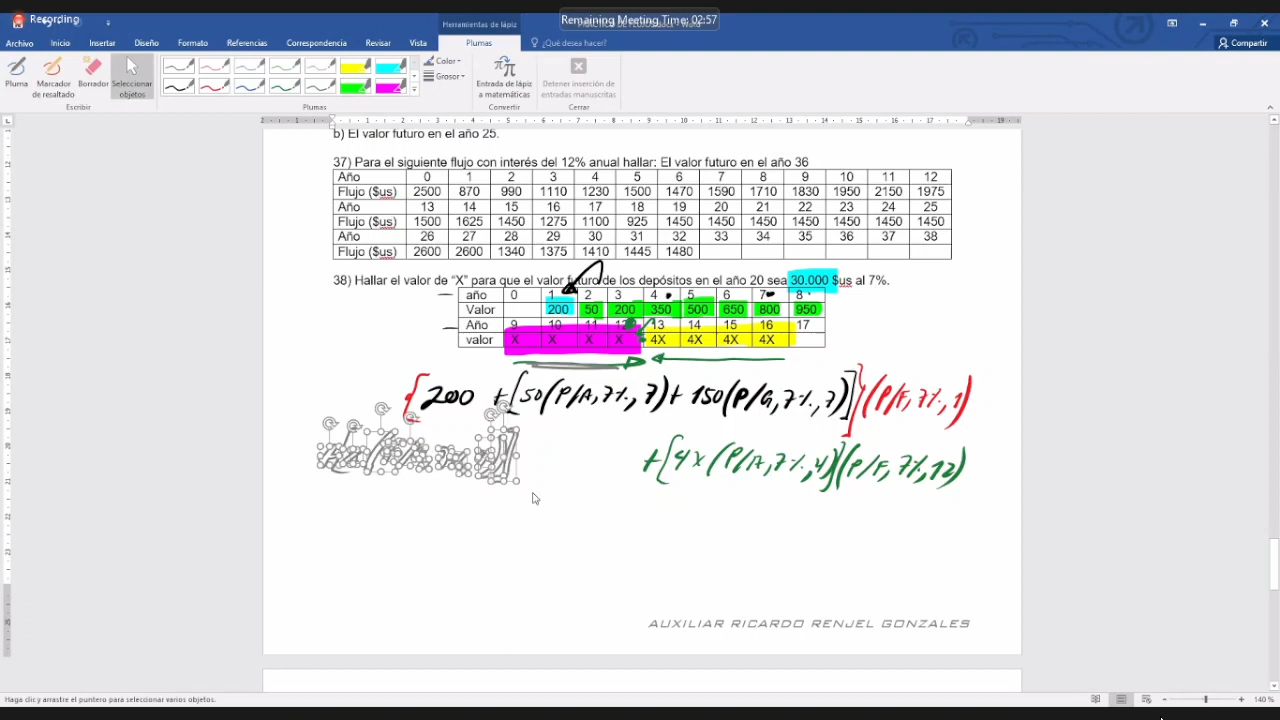 Recording
Remaining Meeting Time: 02:57
Herramientas de lápiz
Archivo Inicio Insertar Diseño Formato Referencias Correspondencia Revisar Vista Plumas ¿Qué desea hacer? Compartir
Pluma Marcador de resaltado Borrador Seleccionar objetos
Color
Grosor
Entrada de lápiz a matemáticas
Detener inserción de entradas manuscritas
Escribir Plumas Convertir Cerrar
b) El valor futuro en el año 25.
37) Para el siguiente flujo con interés del 12% anual hallar: El valor futuro en el año 36
Año 0 1 2 3 4 5 6 7 8 9 10 11 12
Flujo ($us) 2500 870 990 1110 1230 1500 1470 1590 1710 1830 1950 2150 1975
Año 13 14 15 16 17 18 19 20 21 22 23 24 25
Flujo ($us) 1500 1625 1450 1275 1100 925 1450 1450 1450 1450 1450 1450 1450
Año 26 27 28 29 30 31 32 33 34 35 36 37 38
Flujo ($us) 2600 2600 1340 1375 1410 1445 1480
38) Hallar el valor de “X” para que el valor futuro de los depósitos en el año 20 sea 30.000 $us al 7%.
año 0 1 2 3 4 5 6 7 8
Valor 200 50 200 350 500 650 800 950
Año 9 10 11 12 13 14 15 16 17
valor X X X X 4X 4X 4X 4X
{200 +[50(P/A,7%,7)+150(P/G,7%,7)]}(P/F,7%,1)
+[4x(P/A,7%,4](P/F,7%,12)
AUXILIAR RICARDO RENJEL GONZALES
Haga clic y arrastre el puntero para seleccionar varios objetos.
140 %